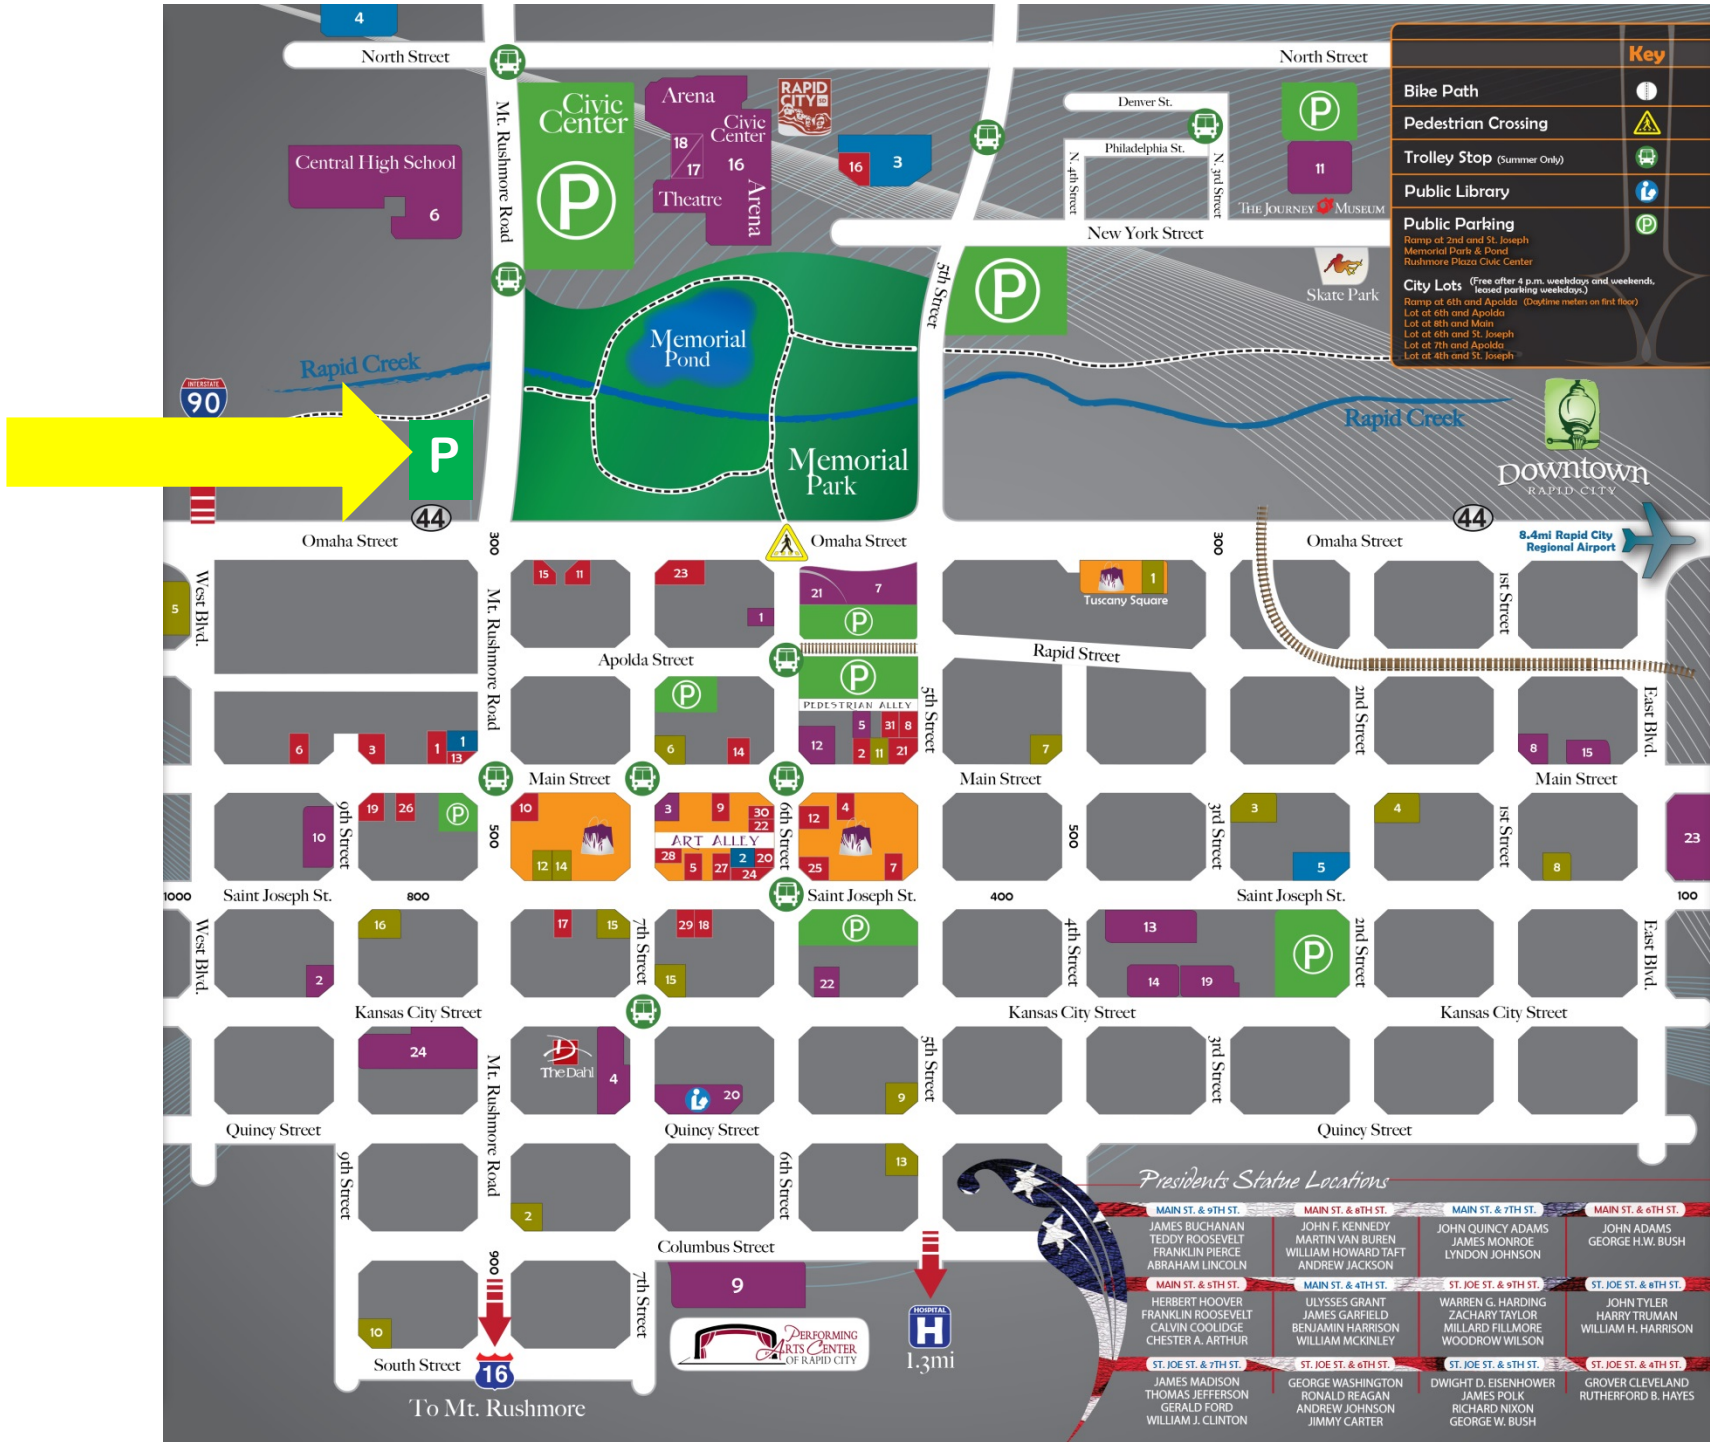 4
North Street
North Street
Mt. Rushmore Road
Civic
Center
P
Arena
18
17
Civic
Center
16
Theatre
Arena
RAPID
CITY SD
16
3
Denver St.
Philadelphia St.
N. 4th Street
N. 3rd Street
P
11
THE JOURNEY MUSEUM
Central High School
6
New York Street
5th Street
P
Skate Park
Key
Bike Path
Pedestrian Crossing
Trolley Stop (Summer Only)
Public Library
Public Parking
P
Ramp at 2nd and St. Joseph
Memorial Park & Pond
Rushmore Plaza Civic Center
City Lots (Free after 4 p.m. weekdays and weekends,
leased parking weekdays.)
Ramp at 6th and Apolda (Daytime meters on first floor)
Lot at 6th and Apolda
Lot at 8th and Main
Lot at 6th and St. Joseph
Lot at 7th and Apolda
Lot at 4th and St. Joseph
Memorial
Pond
Rapid Creek
INTERSTATE
90
P
44
Memorial
Park
Rapid Creek
DOWNTOWN
RAPID CITY
44
8.4mi Rapid City
Regional Airport
Omaha Street
300
Omaha Street
300
Omaha Street
5
West Blvd.
Mt. Rushmore Road
15
11
23
1
21
7
P
1
Tuscany Square
1st Street
Apolda Street
Rapid Street
P
P
PEDESTRIAN ALLEY
5th Street
2nd Street
East Blvd.
6
3
1
1
13
6
14
12
5
31
8
2
11
21
7
8
15
Main Street
Main Street
Main Street
10
9th Street
19
26
P
500
10
12
14
3
9
30
22
ART ALLEY
28
5
27
2
20
24
6th Street
12
4
25
7
500
3rd Street
3
5
4
1st Street
8
23
1000
Saint Joseph St.
800
Saint Joseph St.
400
Saint Joseph St.
100
West Blvd.
2
16
17
15
7th Street
29
18
15
P
22
4th Street
13
14
19
P
2nd Street
East Blvd.
Kansas City Street
Kansas City Street
Kansas City Street
24
Mt. Rushmore Road
The Dahl
4
20
9
5th Street
3rd Street
Quincy Street
Quincy Street
Quincy Street
9th Street
2
6th Street
13
Columbus Street
900
10
7th Street
9
South Street
16
To Mt. Rushmore
PERFORMING
ARTS CENTER
OF RAPID CITY
HOSPITAL
H
1.3mi
Presidents Statue Locations
MAIN ST. & 9TH ST.
JAMES BUCHANAN
TEDDY ROOSEVELT
FRANKLIN PIERCE
ABRAHAM LINCOLN
MAIN ST. & 8TH ST.
JOHN F. KENNEDY
MARTIN VAN BUREN
WILLIAM HOWARD TAFT
ANDREW JACKSON
MAIN ST. & 7TH ST.
JOHN QUINCY ADAMS
JAMES MONROE
LYNDON JOHNSON
MAIN ST. & 6TH ST.
JOHN ADAMS
GEORGE H.W. BUSH
MAIN ST. & 5TH ST.
HERBERT HOOVER
FRANKLIN ROOSEVELT
CALVIN COOLIDGE
CHESTER A. ARTHUR
MAIN ST. & 4TH ST.
ULYSSES GRANT
JAMES GARFIELD
BENJAMIN HARRISON
WILLIAM MCKINLEY
ST. JOE ST. & 9TH ST.
WARREN G. HARDING
ZACHARY TAYLOR
MILLARD FILLMORE
WOODROW WILSON
ST. JOE ST. & 8TH ST.
JOHN TYLER
HARRY TRUMAN
WILLIAM H. HARRISON
ST. JOE ST. & 7TH ST.
JAMES MADISON
THOMAS JEFFERSON
GERALD FORD
WILLIAM J. CLINTON
ST. JOE ST. & 6TH ST.
GEORGE WASHINGTON
RONALD REAGAN
ANDREW JOHNSON
JIMMY CARTER
ST. JOE ST. & 5TH ST.
DWIGHT D. EISENHOWER
JAMES POLK
RICHARD NIXON
GEORGE W. BUSH
ST. JOE ST. & 4TH ST.
GROVER CLEVELAND
RUTHERFORD B. HAYES